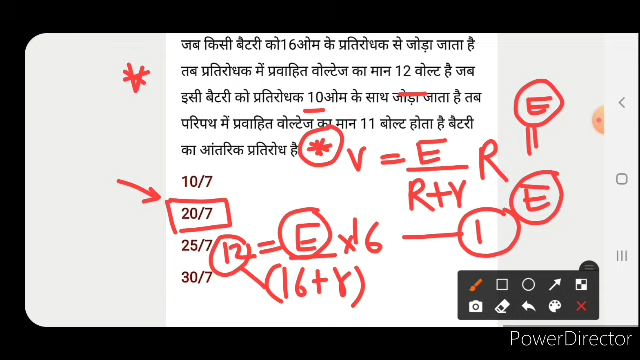 जब किसी बैटरी को16ओम के प्रतिरोधक से जोड़ा जाता है
तब प्रतिरोधक में प्रवाहित वोल्टेज का मान 12 वोल्ट है जब
इसी बैटरी को प्रतिरोधक 10ओम के साथ जोड़ा जाता है तब
परिपथ में प्रवाहित वोल्टेज का मान 11 बोल्ट होता है बैटरी
का आंतरिक प्रतिरोध है
* E
* V = E/(R+r) R
10/7
20/7
E
25/7
12 = E/(16+r) × 16 — 1
30/7
PowerDirector